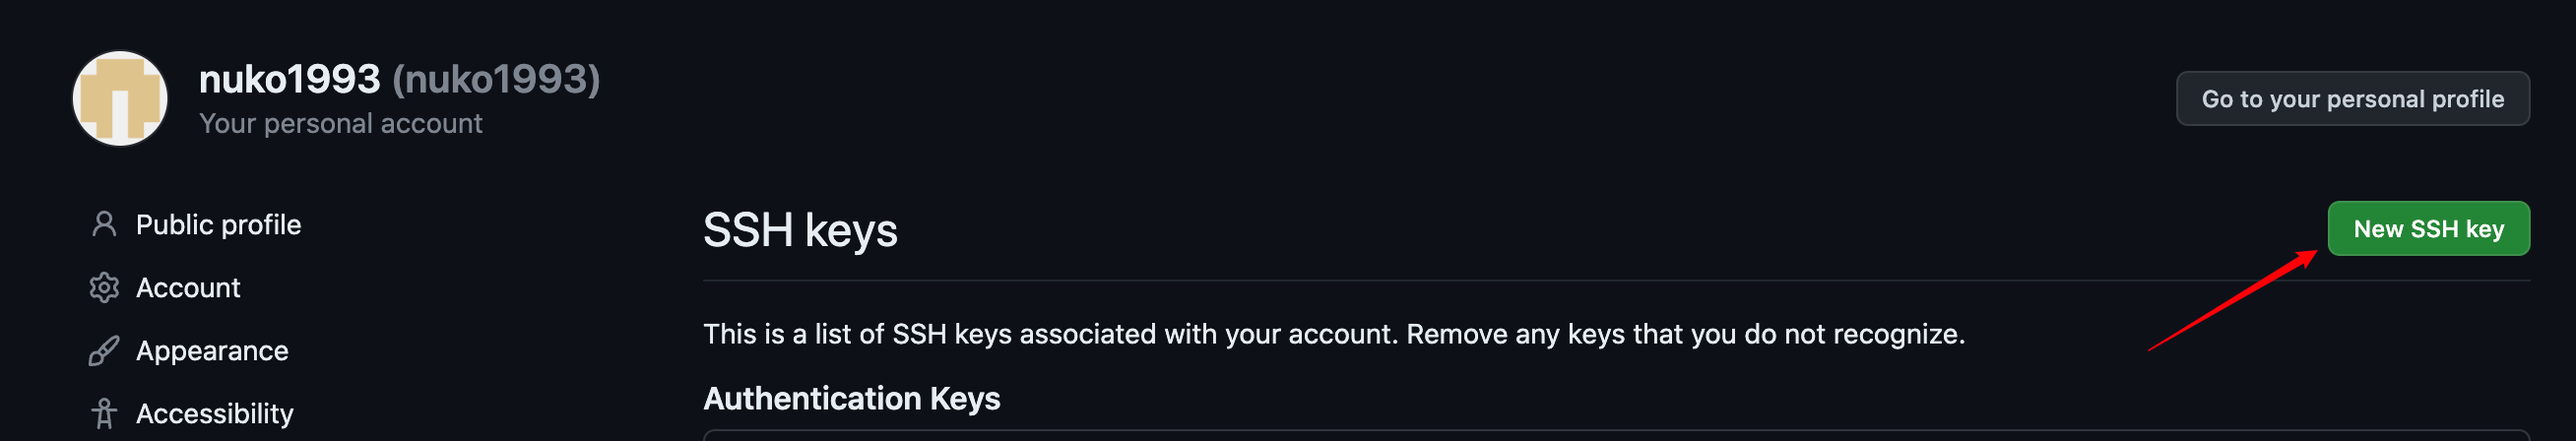 nuko1993 (nuko1993)
Your personal account
Go to your personal profile
Public profile
Account
Appearance
Accessibility
SSH keys
New SSH key
This is a list of SSH keys associated with your account. Remove any keys that you do not recognize.
Authentication Keys